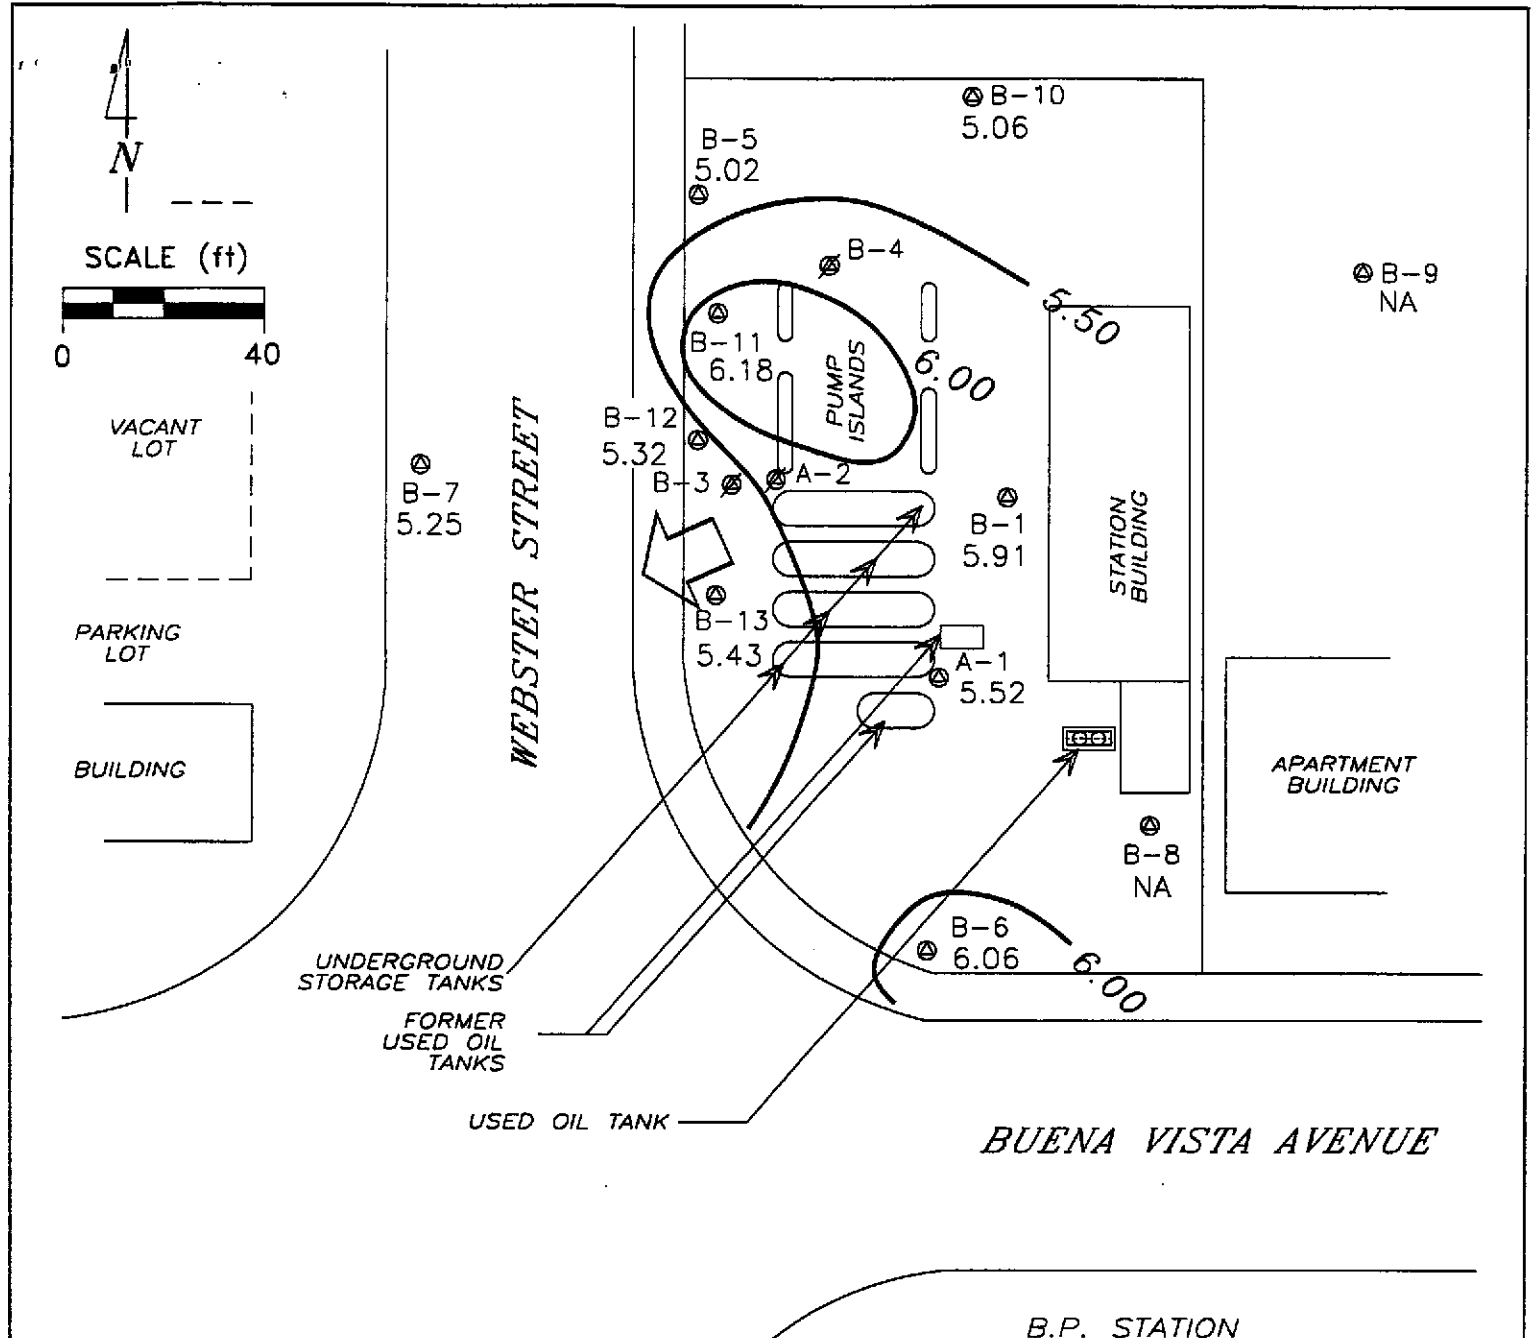 N
SCALE (ft)
0 40
B-10
5.06
B-5
5.02
B-4
B-9
NA
5.50
B-11
6.18
PUMP
ISLANDS
6.00
B-12
5.32
VACANT
LOT
B-7
5.25
WEBSTER STREET
B-3
A-2
B-1
5.91
STATION
BUILDING
B-13
5.43
A-1
5.52
PARKING
LOT
BUILDING
APARTMENT
BUILDING
B-8
NA
B-6
6.06
6.00
UNDERGROUND
STORAGE TANKS
FORMER
USED OIL
TANKS
USED OIL TANK
BUENA VISTA AVENUE
B.P. STATION